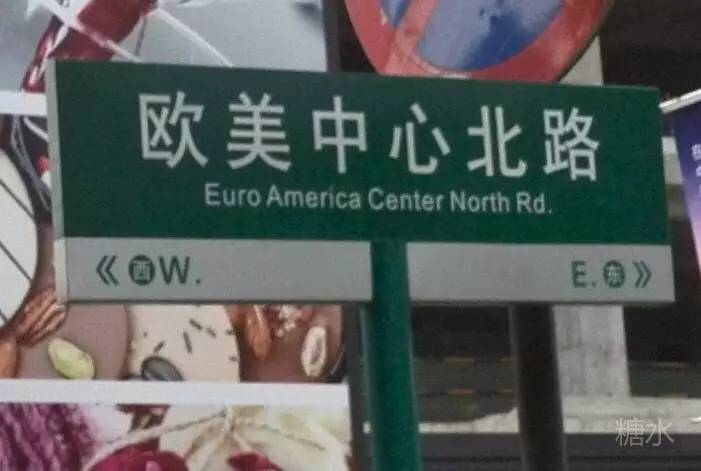 欧美中心北路
Euro America Center North Rd.
《 西 W.
E. 东 》
糖水